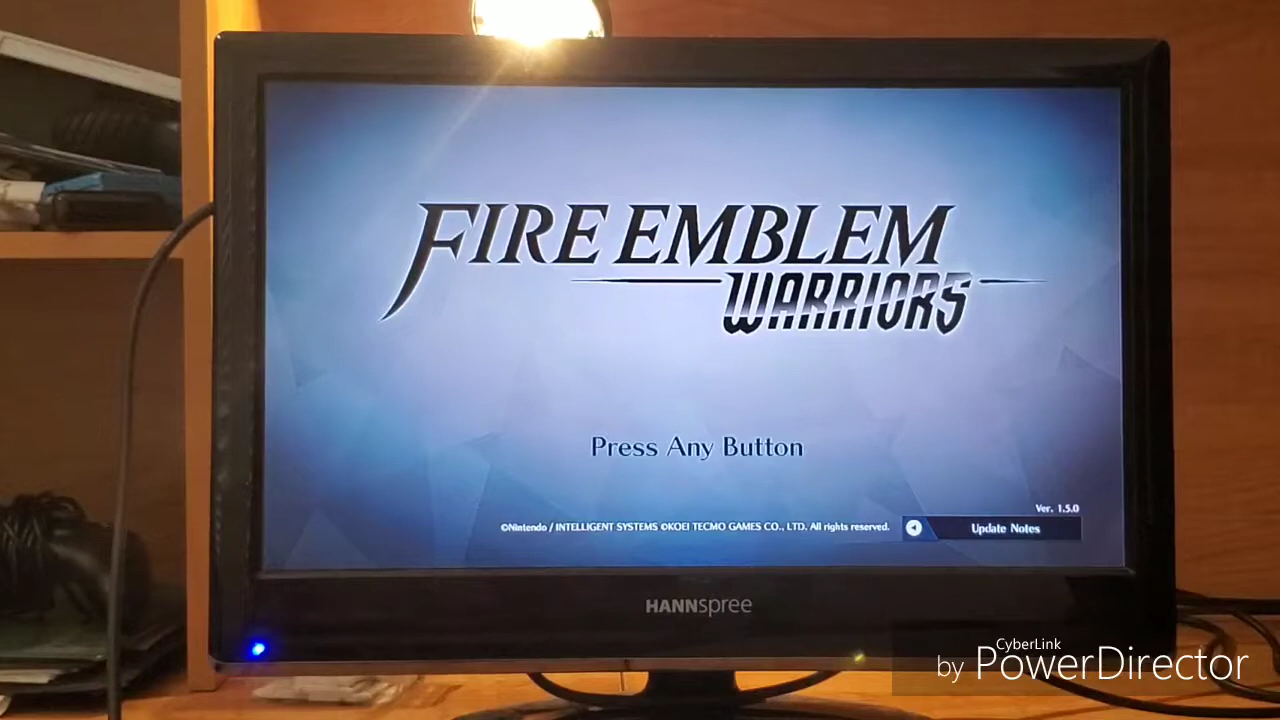 FIRE EMBLEM
WARRIORS
Press Any Button
Ver. 1.5.0
©Nintendo / INTELLIGENT SYSTEMS ©KOEI TECMO GAMES CO., LTD. All rights reserved.
Update Notes
HANNspree
CyberLink
by PowerDirector